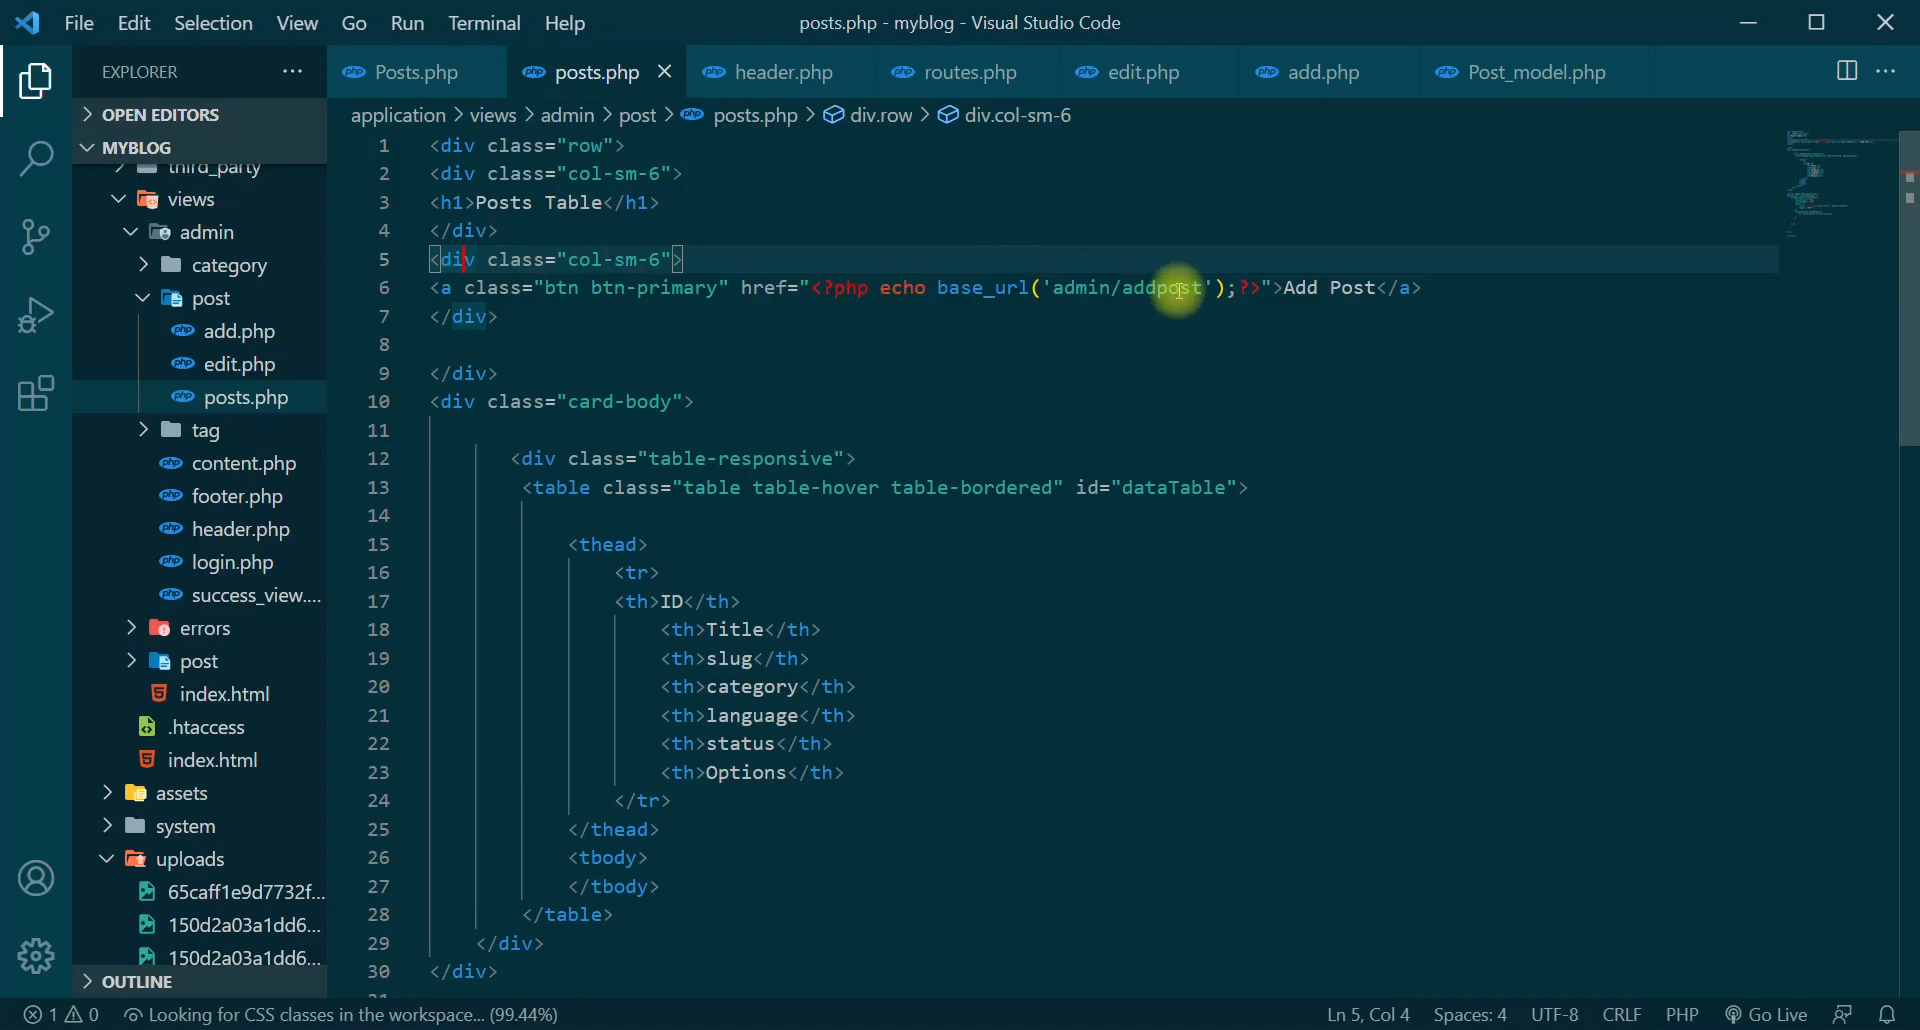 File Edit Selection View Go Run Terminal Help
posts.php - myblog - Visual Studio Code
EXPLORER
Posts.php
posts.php
header.php
routes.php
edit.php
add.php
Post_model.php
OPEN EDITORS
MYBLOG
third_party
views
admin
category
post
add.php
edit.php
posts.php
tag
content.php
footer.php
header.php
login.php
success_view....
errors
post
index.html
.htaccess
index.html
assets
system
uploads
65caff1e9d7732f...
150d2a03a1dd6...
150d2a03a1dd6...
OUTLINE
application > views > admin > post > posts.php > div.row > div.col-sm-6
1 <div class="row">
2 <div class="col-sm-6">
3 <h1>Posts Table</h1>
4 </div>
5 <div class="col-sm-6">
6 <a class="btn btn-primary" href="<?php echo base_url('admin/addpost');?>">Add Post</a>
7 </div>
8
9 </div>
10 <div class="card-body">
11
12 <div class="table-responsive">
13 <table class="table table-hover table-bordered" id="dataTable">
14
15 <thead>
16 <tr>
17 <th>ID</th>
18 <th>Title</th>
19 <th>slug</th>
20 <th>category</th>
21 <th>language</th>
22 <th>status</th>
23 <th>Options</th>
24 </tr>
25 </thead>
26 <tbody>
27 </tbody>
28 </table>
29 </div>
30 </div>
1 0 Looking for CSS classes in the workspace... (99.44%)
Ln 5, Col 4 Spaces: 4 UTF-8 CRLF PHP Go Live